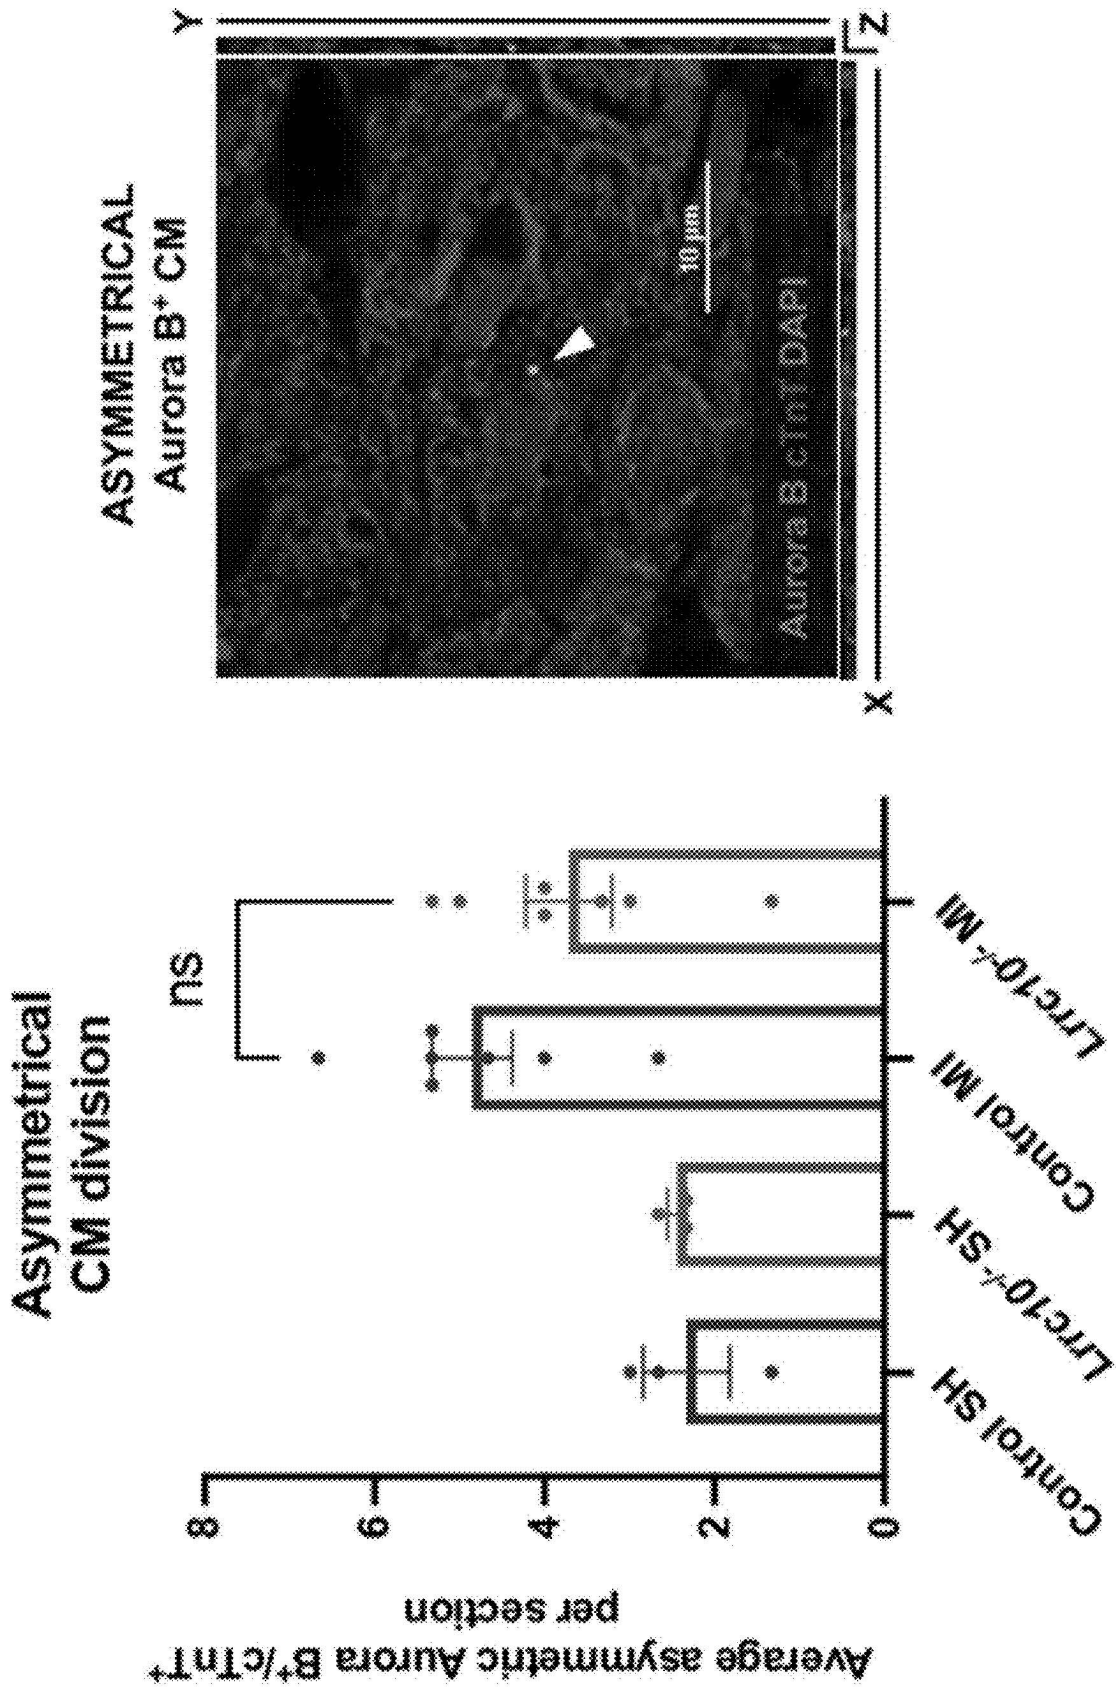 Asymmetrical
CM division
ns
Average asymmetric Aurora B⁺/cTnT⁺
per section
8
6
4
2
0
Control SH
Lrrc10⁻/⁻ SH
Control MI
Lrrc10⁻/⁻ MI
ASYMMETRICAL
Aurora B⁺ CM
10 µm
Aurora B cTnT DAPI
Y
Z
X